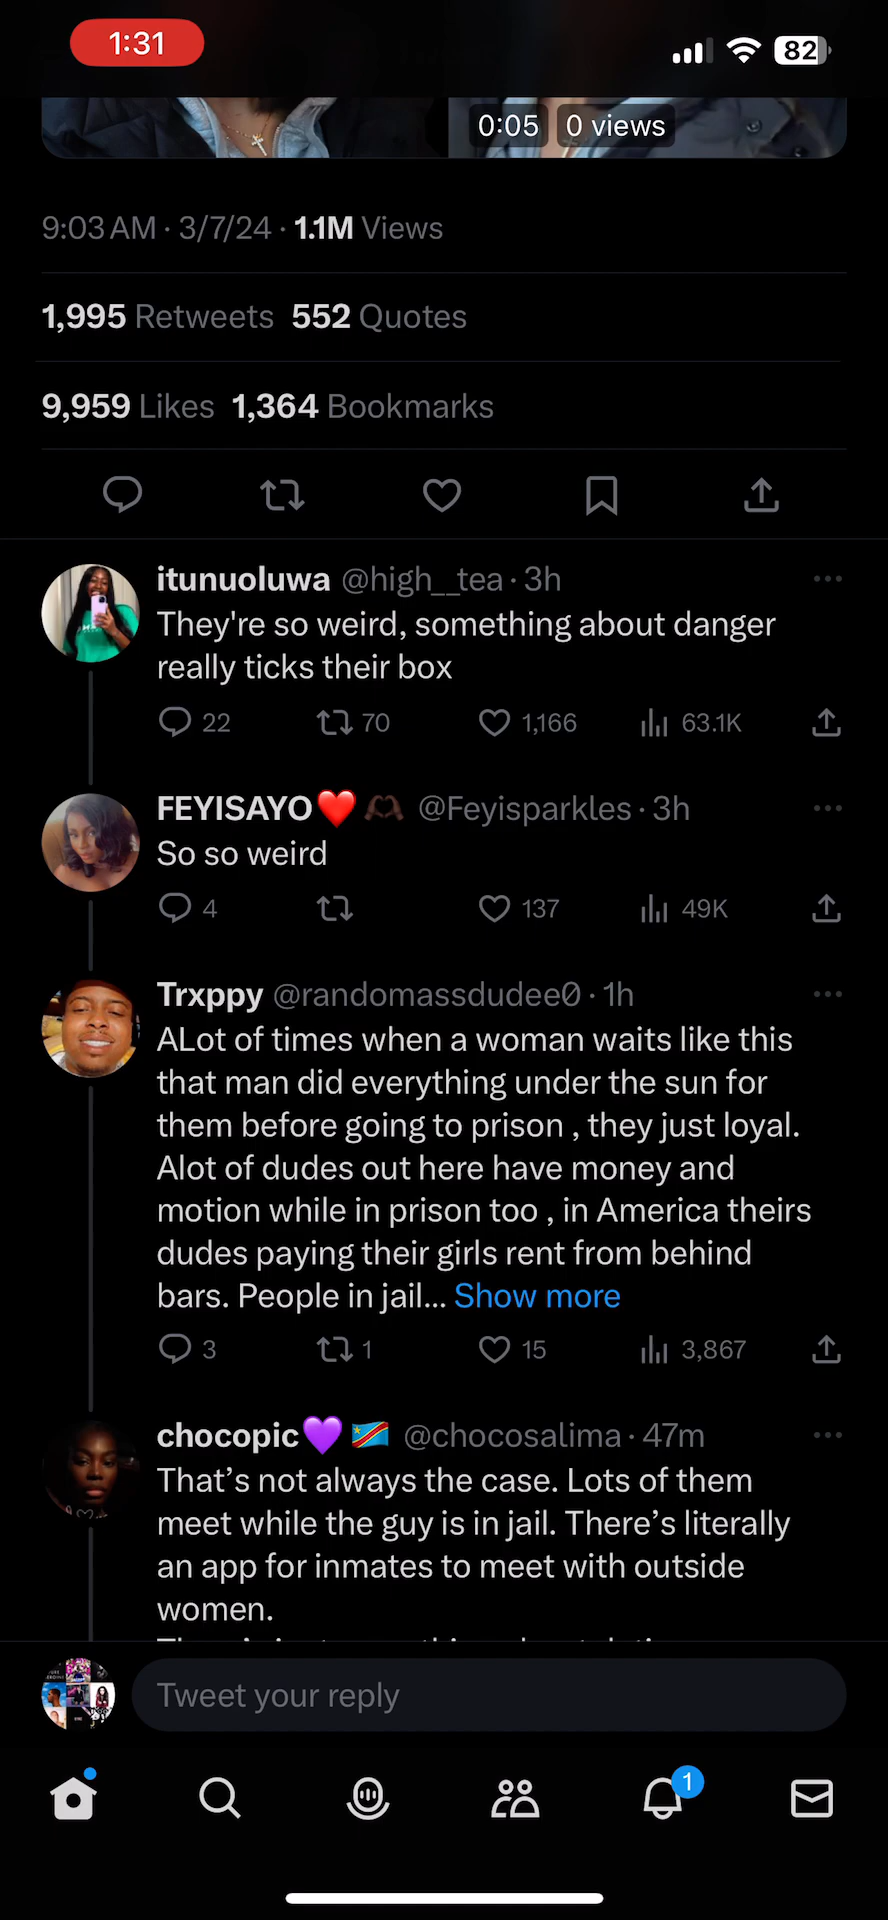 1:31
82
0:05 0 views
9:03 AM · 3/7/24 · 1.1M Views
1,995 Retweets 552 Quotes
9,959 Likes 1,364 Bookmarks
itunuoluwa @high__tea · 3h
They're so weird, something about danger
really ticks their box
22 70 1,166 63.1K
FEYISAYO❤️🫶🏿 @Feyisparkles · 3h
So so weird
4 137 49K
Trxppy @randomassdudee0 · 1h
ALot of times when a woman waits like this
that man did everything under the sun for
them before going to prison , they just loyal.
Alot of dudes out here have money and
motion while in prison too , in America theirs
dudes paying their girls rent from behind
bars. People in jail... Show more
3 1 15 3,867
chocopic💜🇨🇩 @chocosalima · 47m
That’s not always the case. Lots of them
meet while the guy is in jail. There’s literally
an app for inmates to meet with outside
women.
Tweet your reply
1